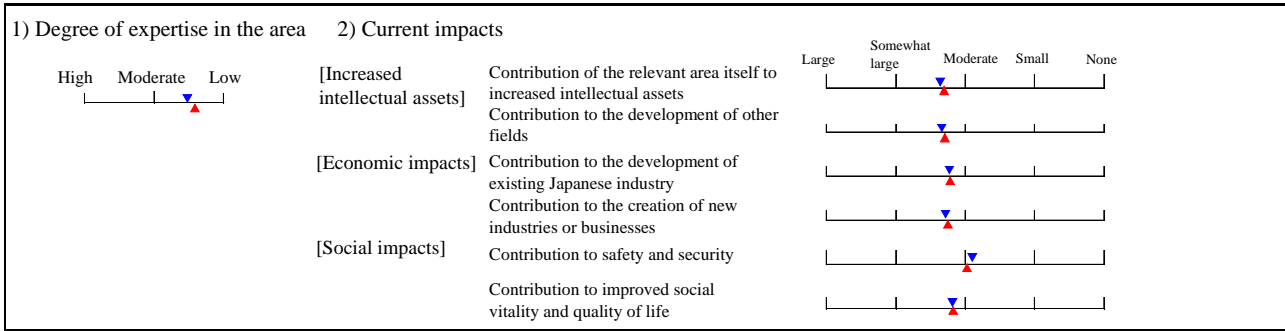 1) Degree of expertise in the area 2) Current impacts
High Moderate Low
Large Somewhat large Moderate Small None
[Increased intellectual assets]
Contribution of the relevant area itself to
increased intellectual assets
Contribution to the development of other
fields
[Economic impacts] Contribution to the development of
existing Japanese industry
Contribution to the creation of new
industries or businesses
[Social impacts] Contribution to safety and security
Contribution to improved social
vitality and quality of life